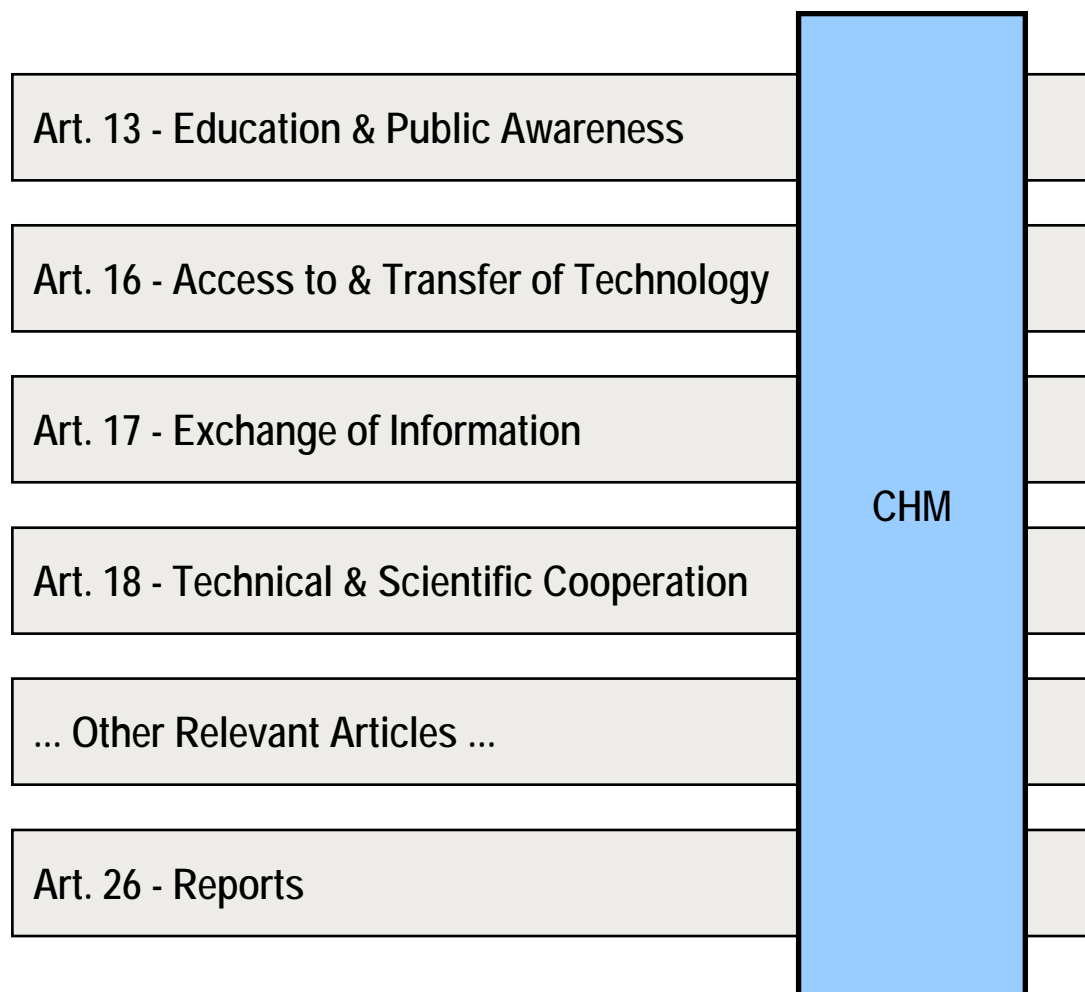 Art. 13 - Education & Public Awareness
Art. 16 - Access to & Transfer of Technology
Art. 17 - Exchange of Information
CHM
Art. 18 - Technical & Scientific Cooperation
... Other Relevant Articles ...
Art. 26 - Reports